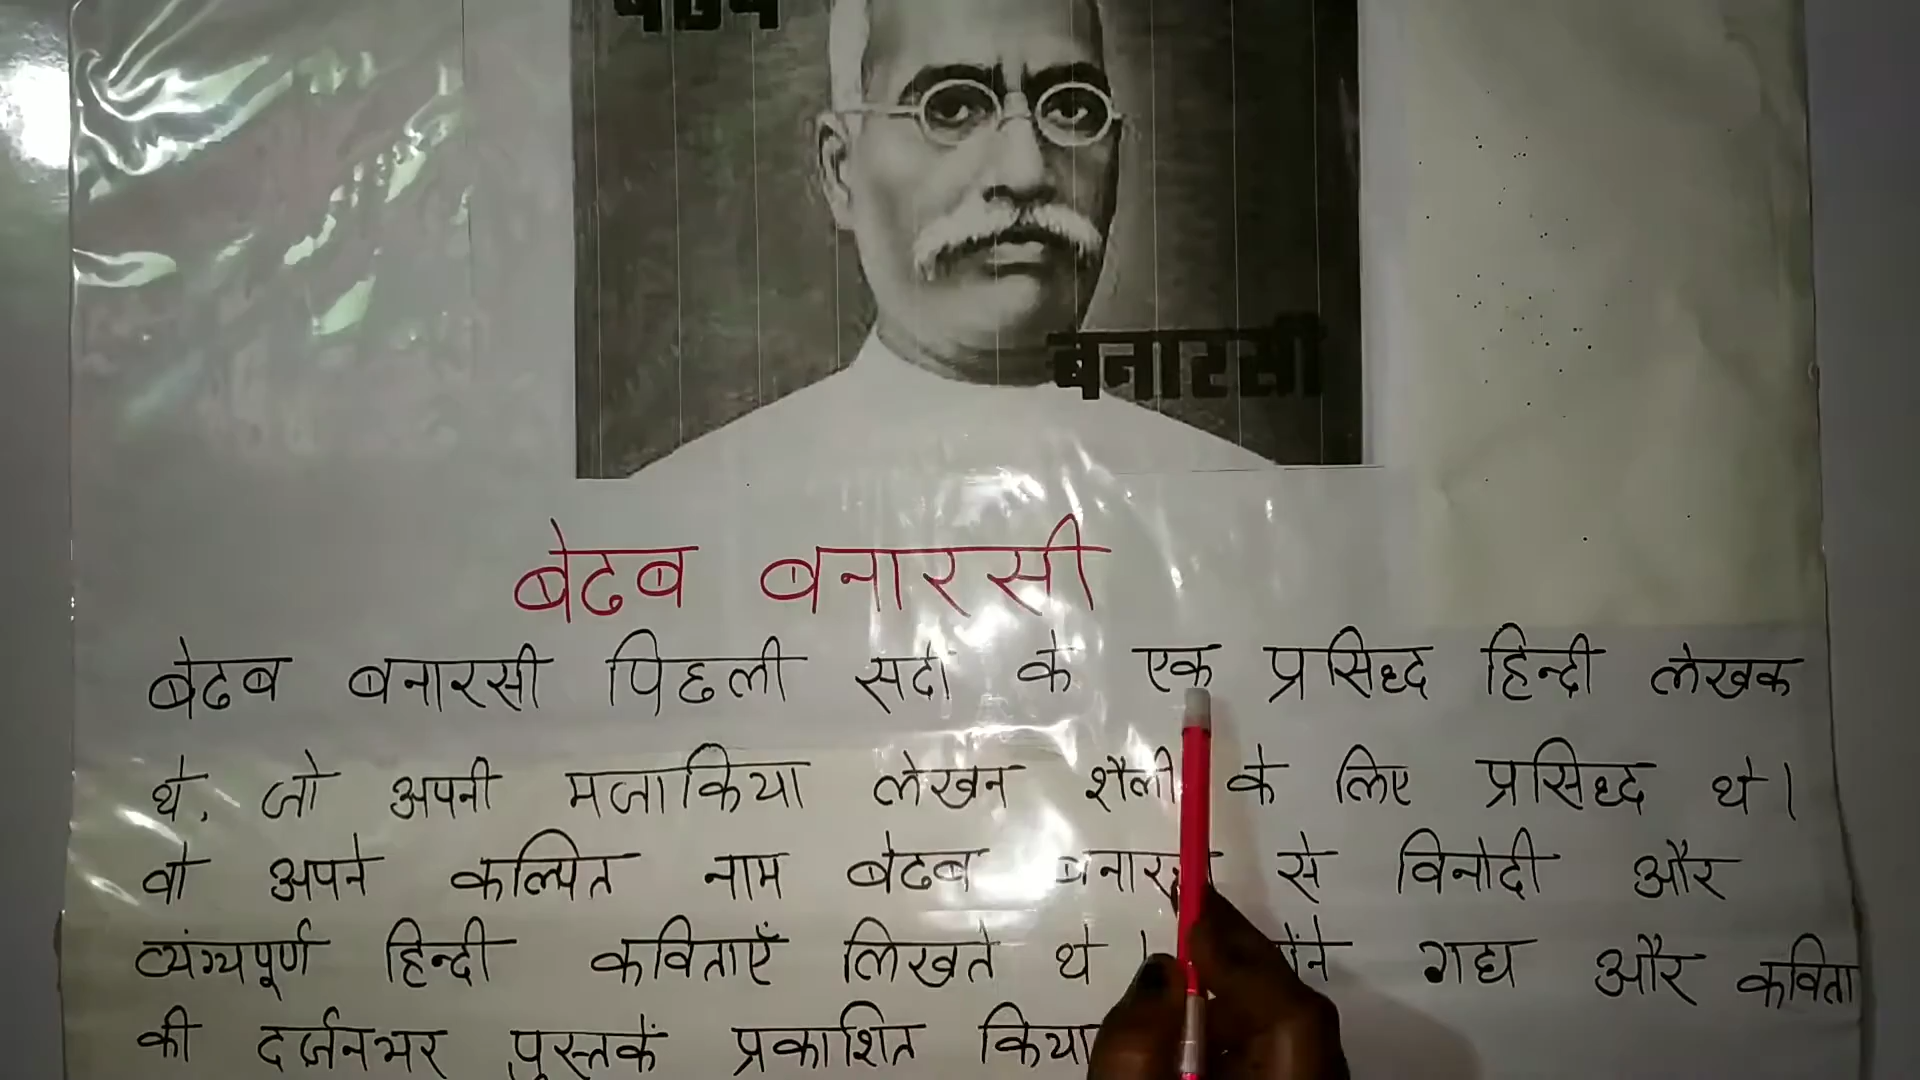 बनारसी
बेढब बनारसी
बेढब बनारसी पिछली सदी के एक प्रसिद्ध हिन्दी लेखक
थे. जो अपनी मजाकिया लेखन शैली के लिए प्रसिद्ध थे।
वो अपने कल्पित नाम बेढब से विनोदी और
व्यंग्यपूर्ण हिन्दी कविताएँ लिखते थे। गद्य और कविता
की दर्जनभर पुस्तकें प्रकाशित किया